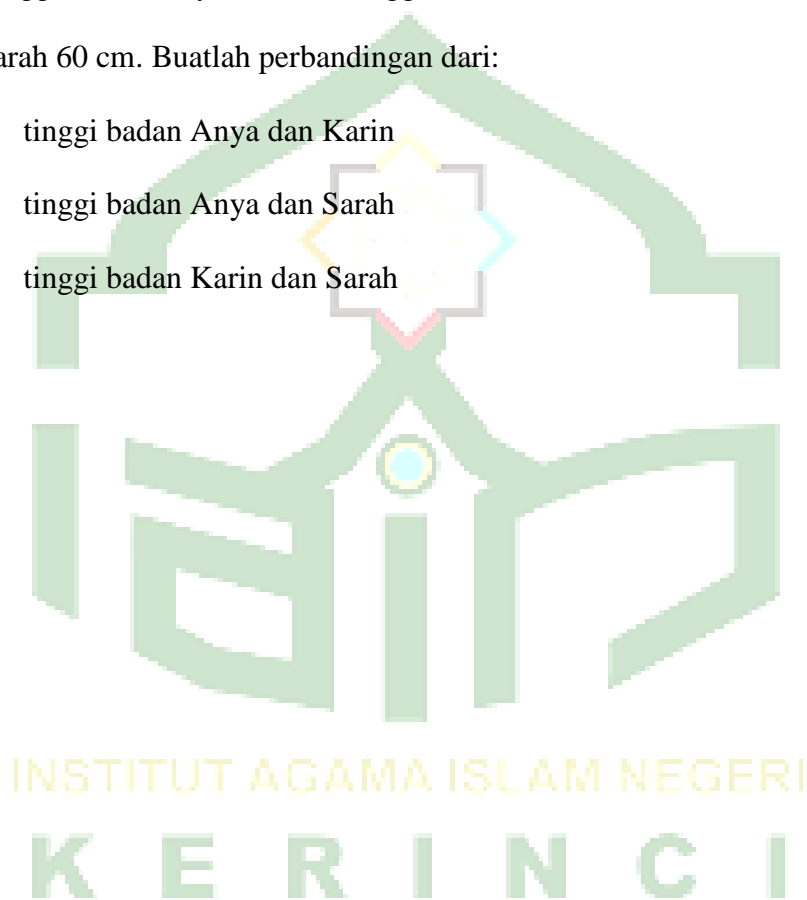 arah 60 cm. Buatlah perbandingan dari:
tinggi badan Anya dan Karin
tinggi badan Anya dan Sarah
tinggi badan Karin dan Sarah
INSTITUT AGAMA ISLAM NEGERI
K E R I N C I